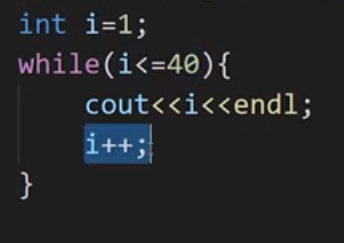 int i=1;
while(i<=40){
cout<<i<<endl;
i++;
}